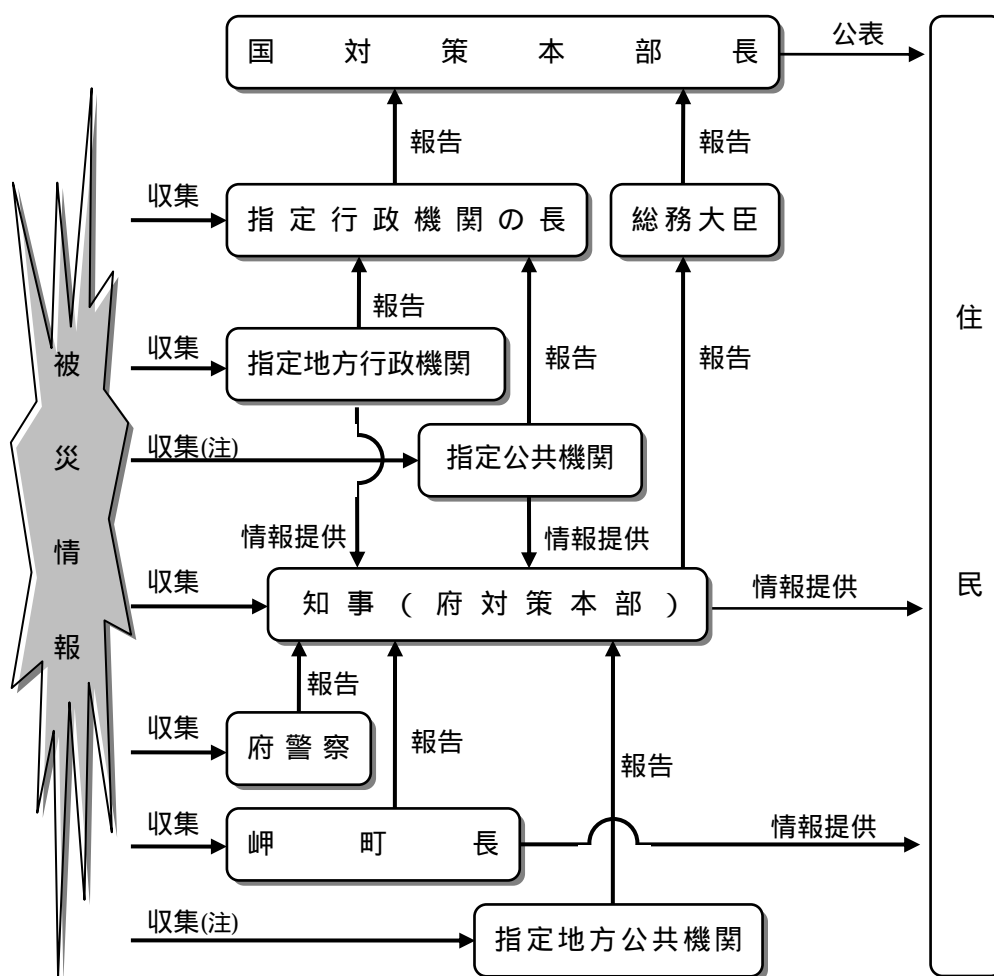 国対策本部長
公表
報告
報告
収集
指定行政機関の長
総務大臣
報告
収集
指定地方行政機関
報告
報告
収集(注)
指定公共機関
情報提供
情報提供
収集
知事(府対策本部)
情報提供
報告
収集
府警察
報告
報告
収集
岬町長
情報提供
収集(注)
指定地方公共機関
被災情報
住民